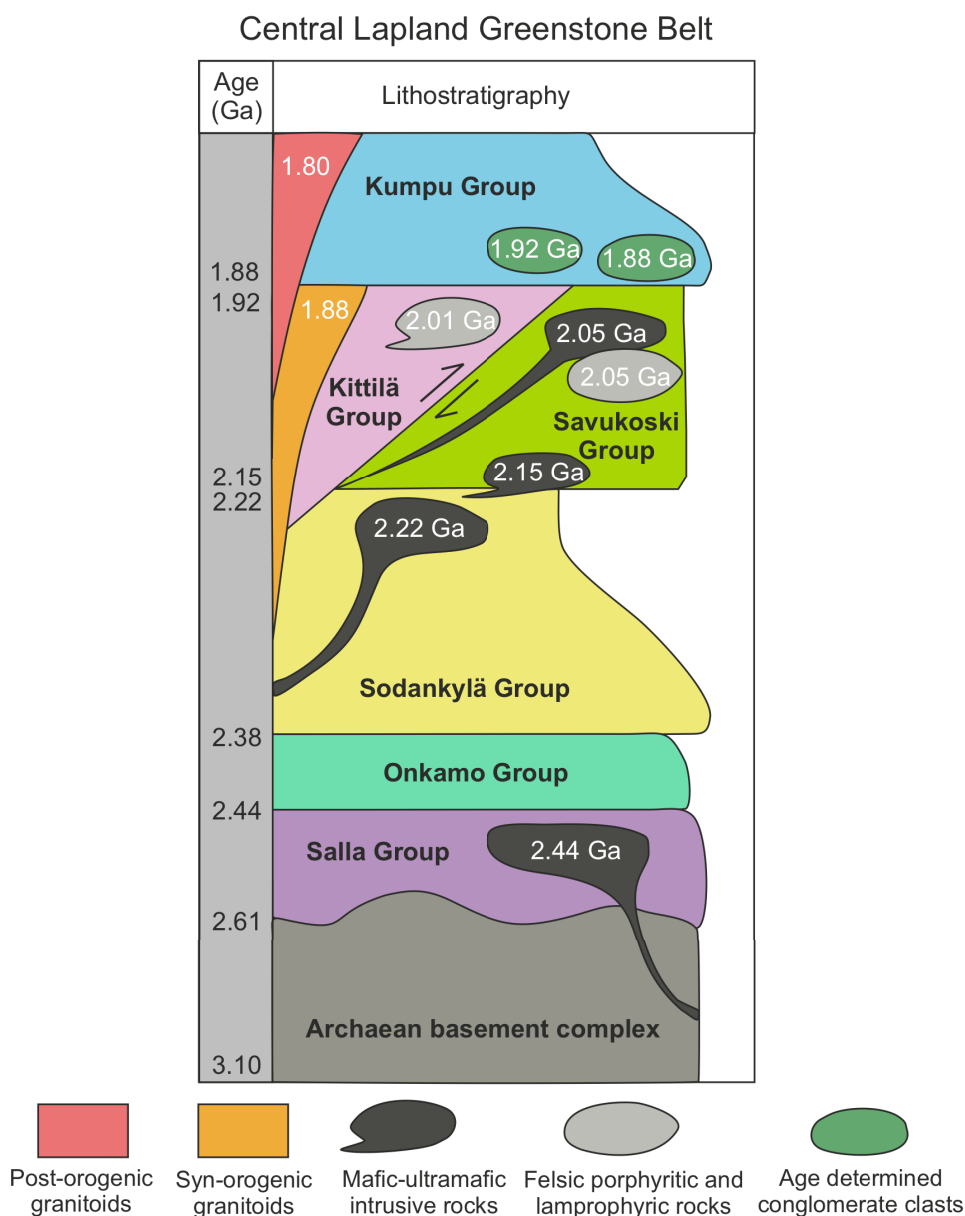 Central Lapland Greenstone Belt
Age
(Ga)
Lithostratigraphy
1.80
Kumpu Group
1.92 Ga
1.88 Ga
1.88
1.92
1.88
2.01 Ga
2.05 Ga
2.05 Ga
Kittilä
Group
Savukoski
Group
2.15 Ga
2.15
2.22
2.22 Ga
Sodankylä Group
2.38
Onkamo Group
2.44
Salla Group
2.44 Ga
2.61
Archaean basement complex
3.10
Post-orogenic
granitoids
Syn-orogenic
granitoids
Mafic-ultramafic
intrusive rocks
Felsic porphyritic and
lamprophyric rocks
Age determined
conglomerate clasts